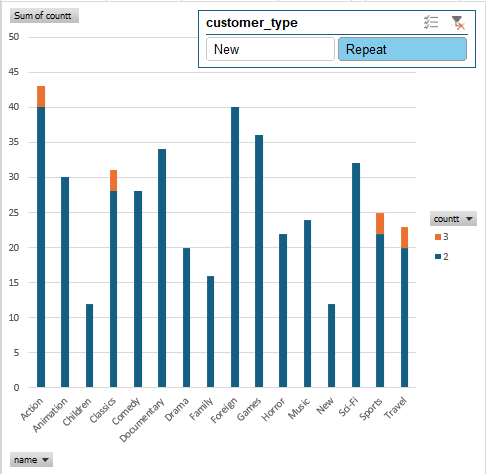 Sum of countt
customer_type
New
Repeat
50
45
40
35
30
25
20
15
10
5
0
Action
Animation
Children
Classics
Comedy
Documentary
Drama
Family
Foreign
Games
Horror
Music
New
Sci-Fi
Sports
Travel
countt
3
2
name